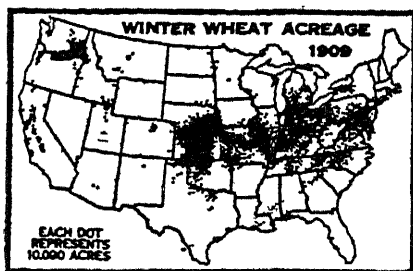 WINTER WHEAT ACREAGE
1909
EACH DOT
REPRESENTS
10,000 ACRES